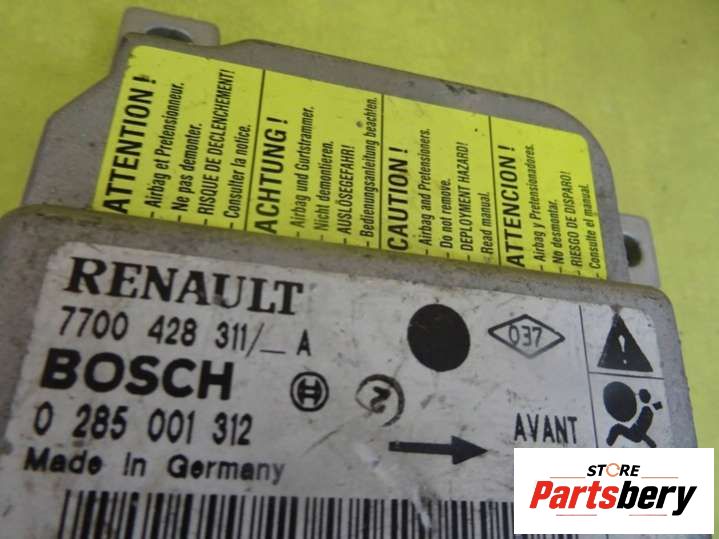 ATTENTION !
– Airbag et Pretensionneur.
– Ne pas demonter.
– RISQUE DE DECLENCHEMENT!
– Consulter la notice.
ACHTUNG !
– Airbag und Gurtstrammer.
– Nicht demontieren.
– AUSLÖSEGEFAHR!
– Bedienungsanleitung beachten.
CAUTION !
– Airbag and Pretensioners.
– Do not remove.
– DEPLOYMENT HAZARD!
– Read manual.
ATTENCION !
– Airbag y Pretensionadores.
– No desmontar.
– RIESGO DE DISPARO!
– Consulte el manual.
RENAULT
7700 428 311/_ A
037
BOSCH
2
0 285 001 312
AVANT
Made in Germany
STORE
Partsbery